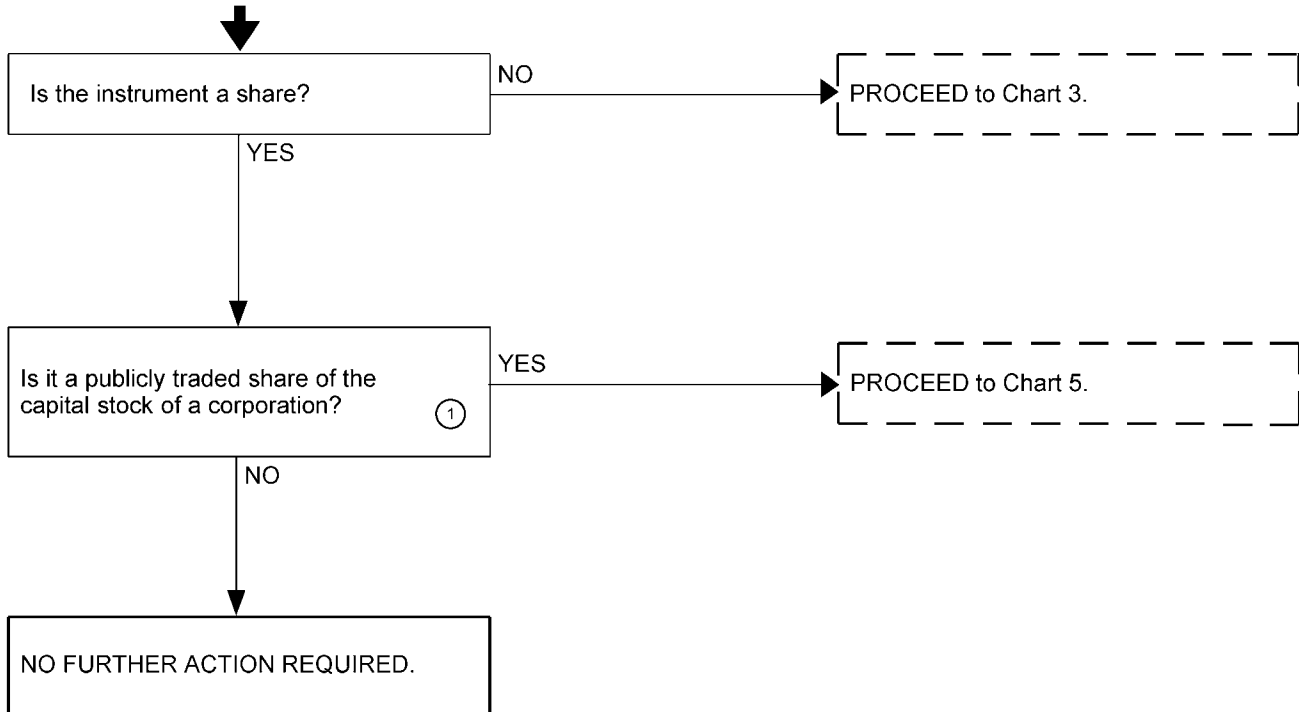 Is the instrument a share?
NO
PROCEED to Chart 3.
YES
Is it a publicly traded share of the
capital stock of a corporation?
1
YES
PROCEED to Chart 5.
NO
NO FURTHER ACTION REQUIRED.